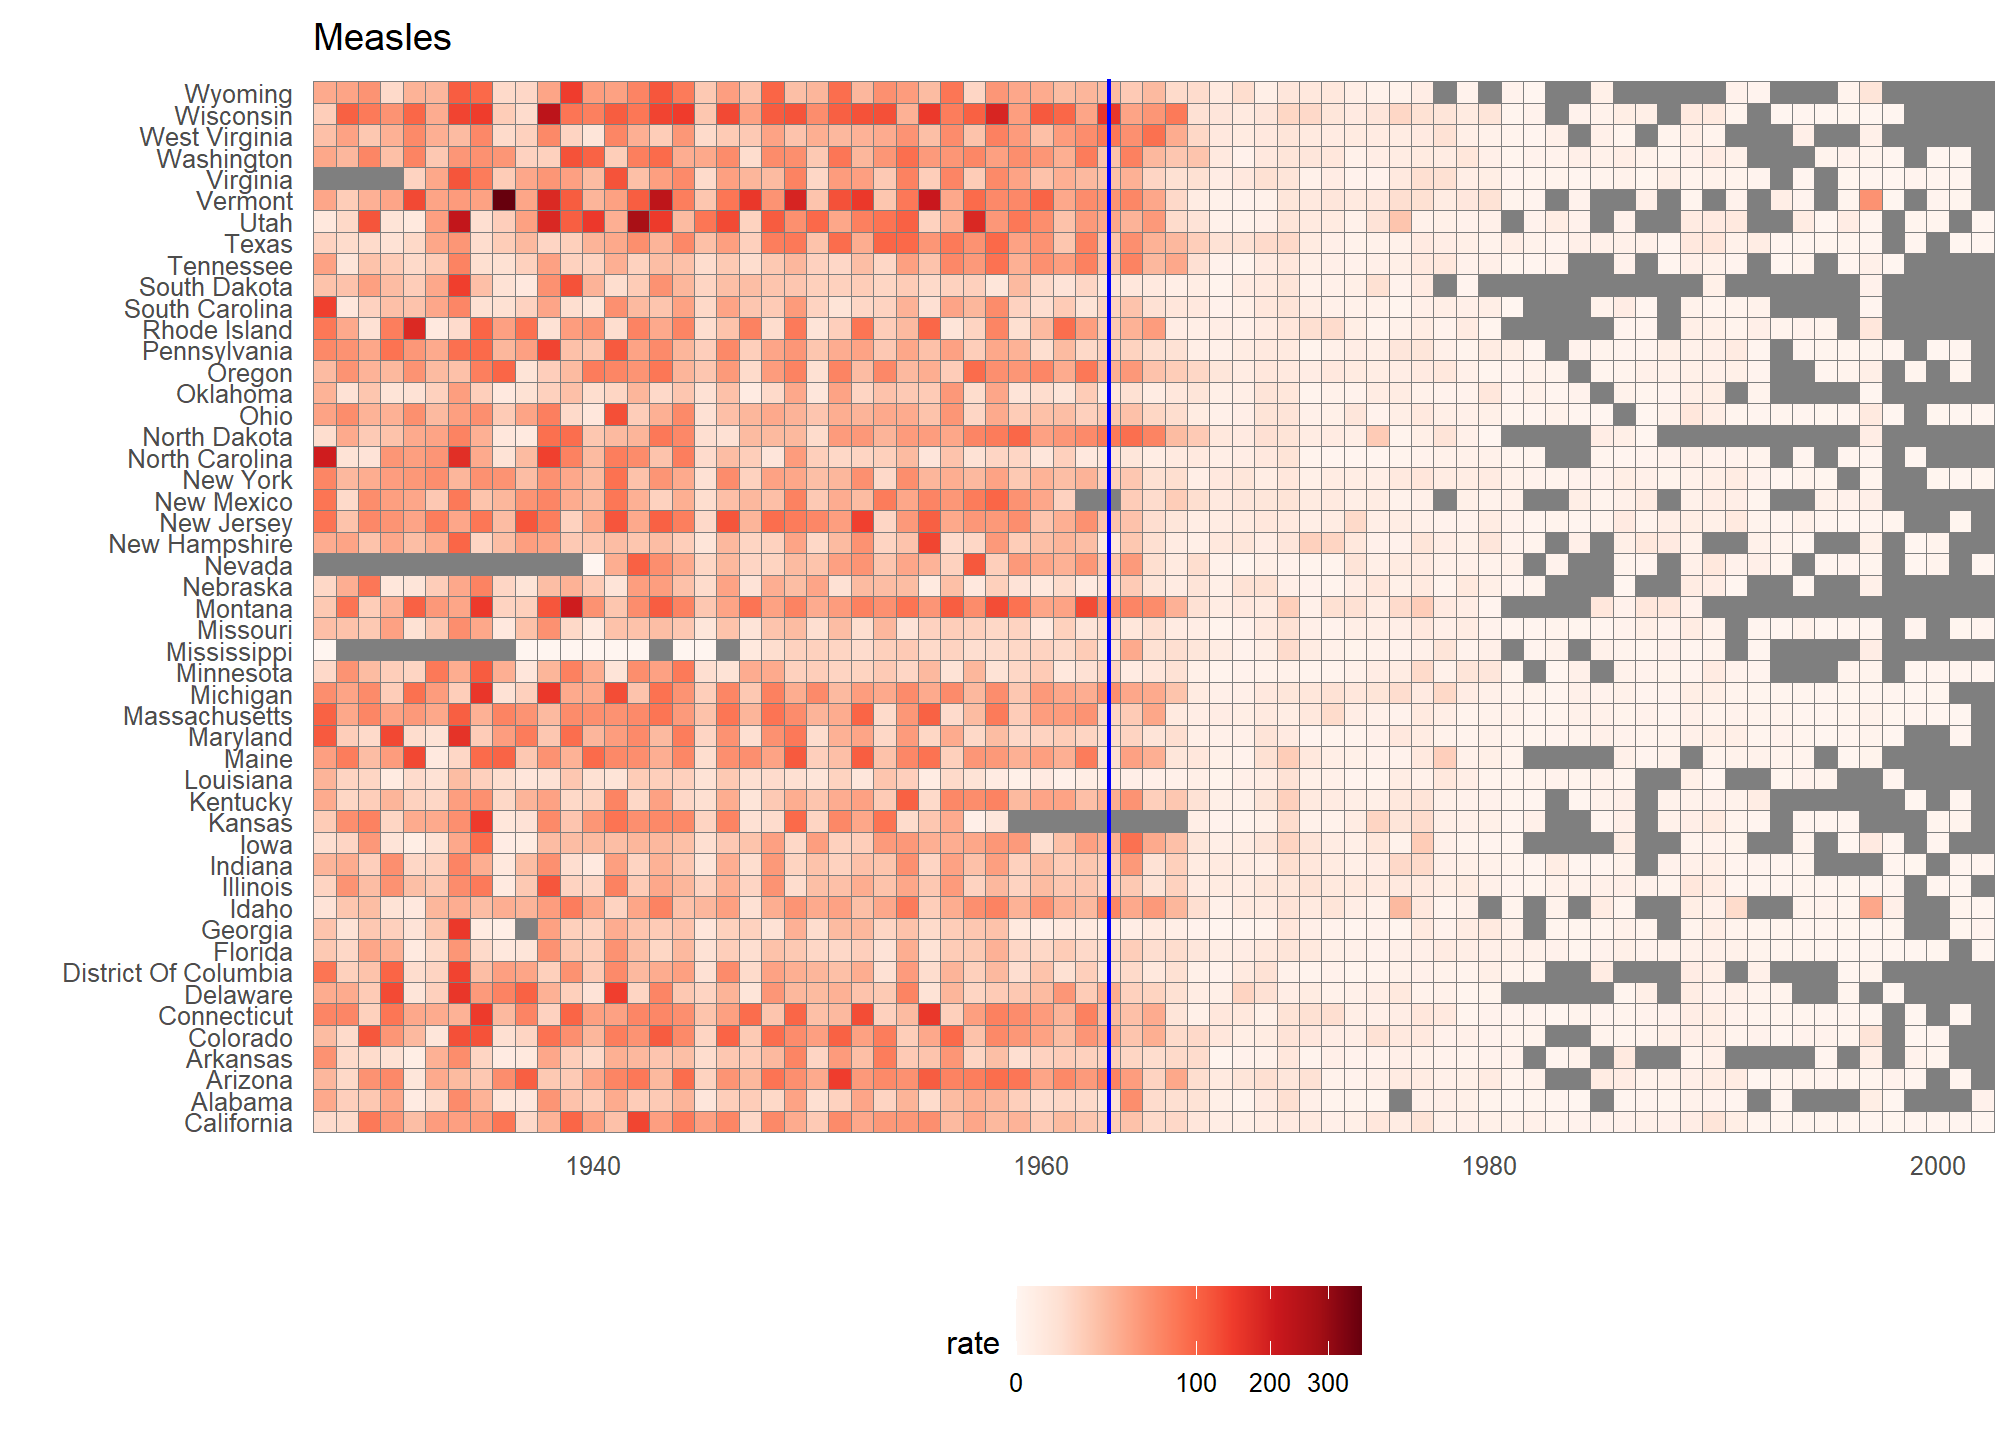 Measles
Wyoming
Wisconsin
West Virginia
Washington
Virginia
Vermont
Utah
Texas
Tennessee
South Dakota
South Carolina
Rhode Island
Pennsylvania
Oregon
Oklahoma
Ohio
North Dakota
North Carolina
New York
New Mexico
New Jersey
New Hampshire
Nevada
Nebraska
Montana
Missouri
Mississippi
Minnesota
Michigan
Massachusetts
Maryland
Maine
Louisiana
Kentucky
Kansas
Iowa
Indiana
Illinois
Idaho
Georgia
Florida
District Of Columbia
Delaware
Connecticut
Colorado
Arkansas
Arizona
Alabama
California
1940 1960 1980 2000
rate
0 100 200 300